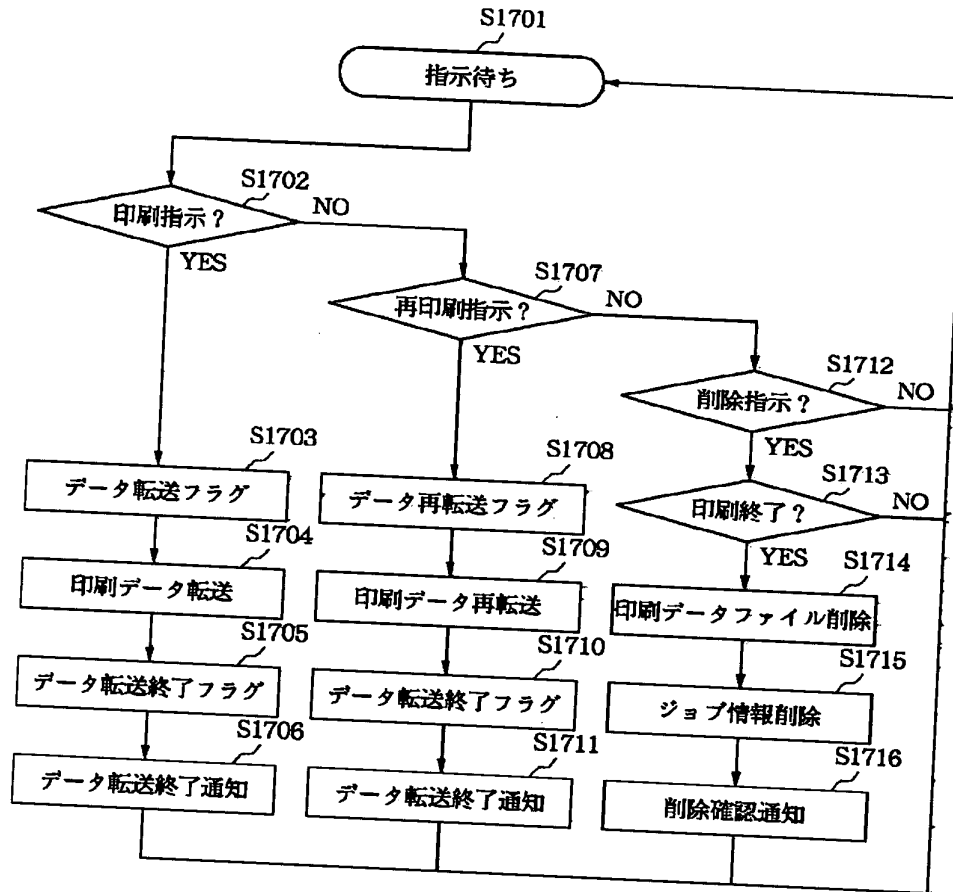 S1701
指示待ち
S1702
印刷指示？
NO
YES
S1707
再印刷指示？
NO
YES
S1712
削除指示？
NO
YES
S1703
データ転送フラグ
S1708
データ再転送フラグ
S1713
印刷終了？
NO
YES
S1704
印刷データ転送
S1709
印刷データ再転送
S1714
印刷データファイル削除
S1705
データ転送終了フラグ
S1710
データ転送終了フラグ
S1715
ジョブ情報削除
S1706
データ転送終了通知
S1711
データ転送終了通知
S1716
削除確認通知